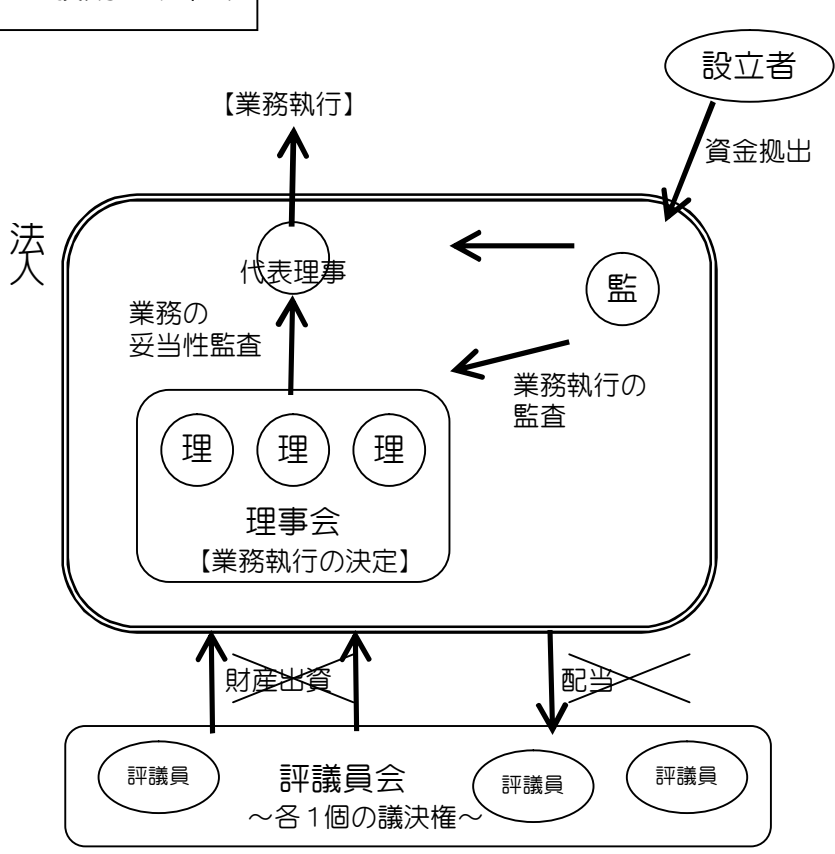 設立者
【業務執行】
資金拠出
法人
代表理事
監
業務の
妥当性監査
業務執行の
監査
理 理 理
理事会
【業務執行の決定】
財産出資
配当
評議員 評議員会 評議員 評議員
～各1個の議決権～